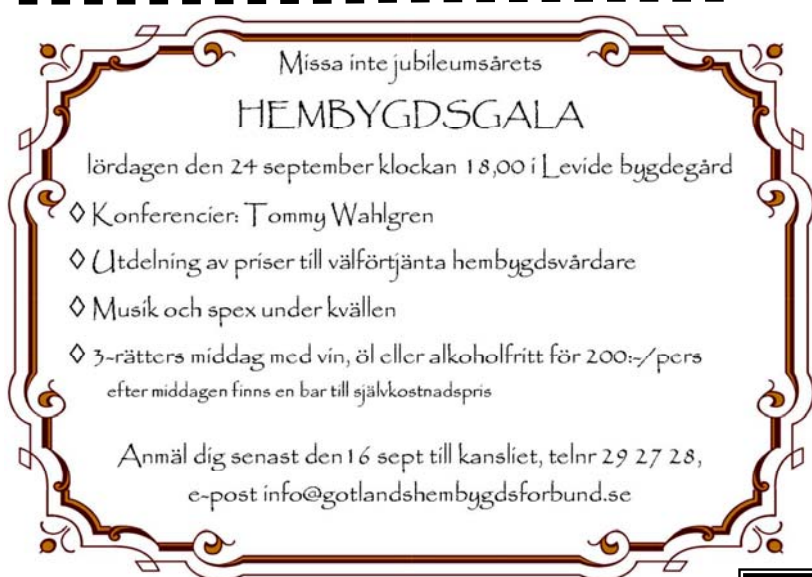 Missa inte jubileumsårets
HEMBYGDSGALA
lördagen den 24 september klockan 18,00 i Levide bygdegård
◊ Konferencier: Tommy Wahlgren
◊ Utdelning av priser till välförtjänta hembygdsvårdare
◊ Musik och spex under kvällen
◊ 3-rätters middag med vin, öl eller alkoholfritt för 200:-/pers
efter middagen finns en bar till självkostnadspris
Anmäl dig senast den 16 sept till kansliet, telnr 29 27 28,
e-post info@gotlandshembygdsforbund.se